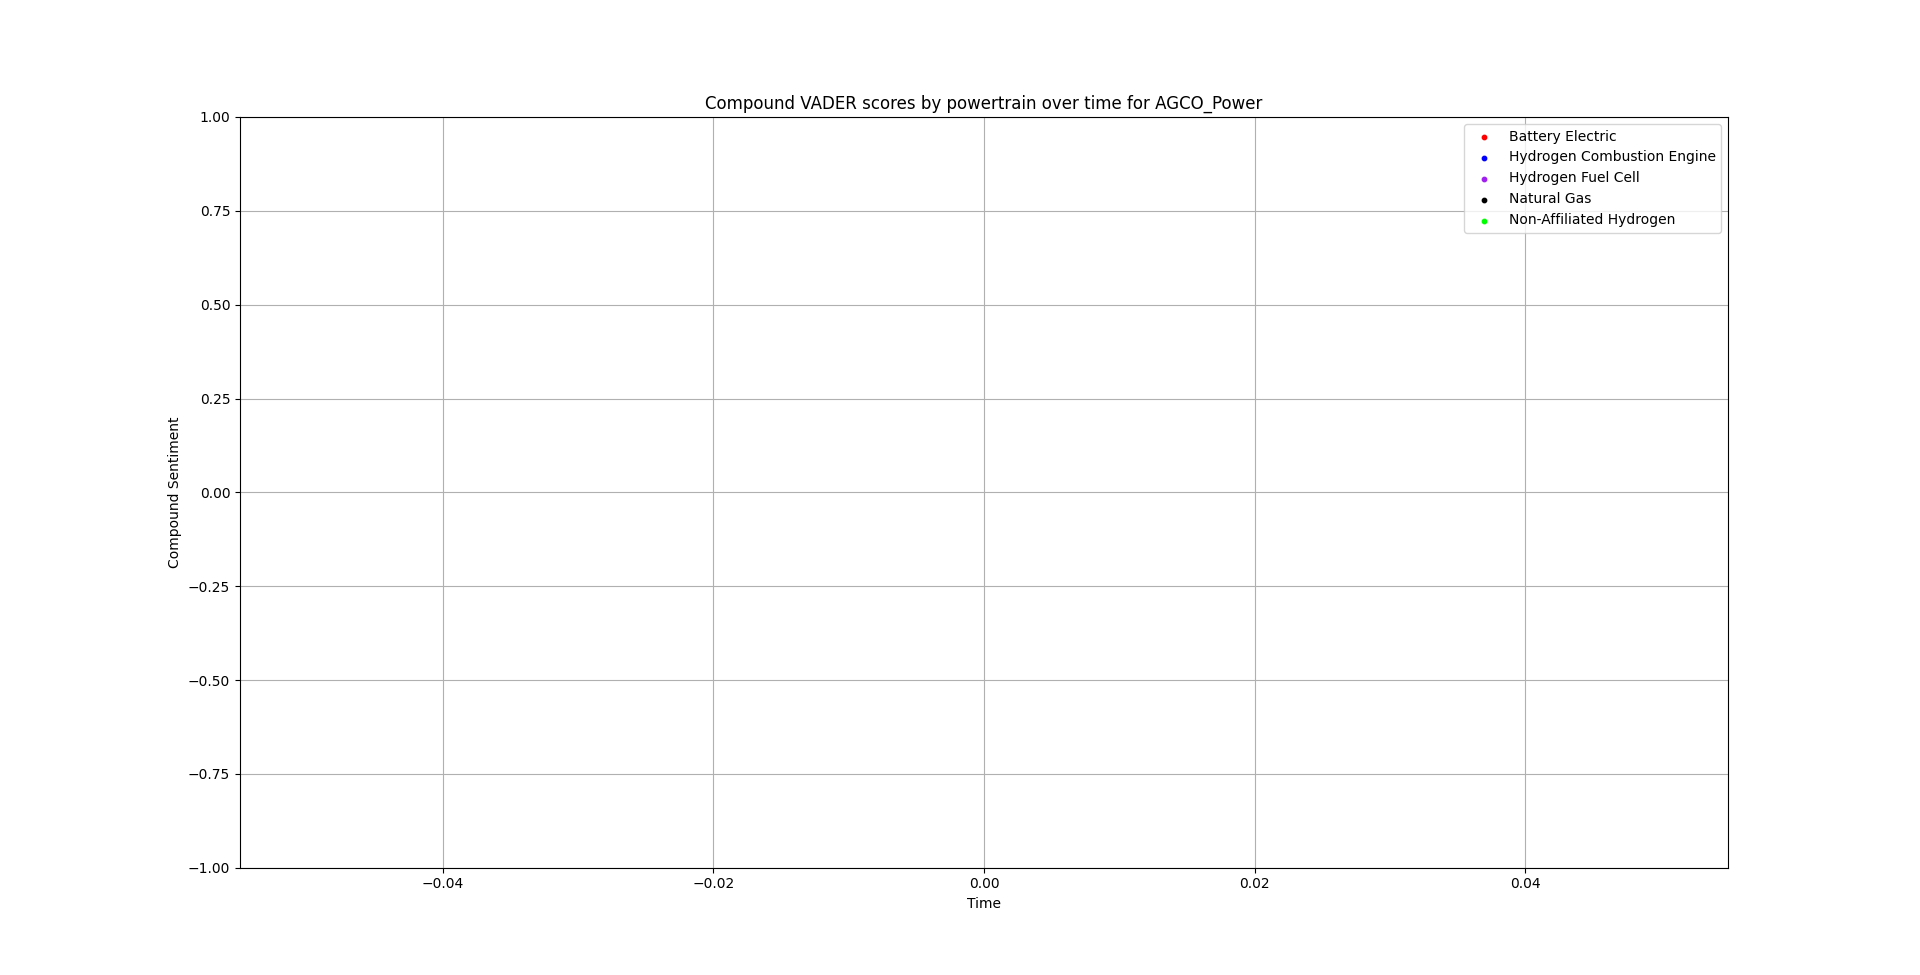 Compound VADER scores by powertrain over time for AGCO_Power
1.00
0.75
0.50
0.25
0.00
−0.25
−0.50
−0.75
−1.00
Compound Sentiment
Battery Electric
Hydrogen Combustion Engine
Hydrogen Fuel Cell
Natural Gas
Non-Affiliated Hydrogen
−0.04 −0.02 0.00 0.02 0.04
Time